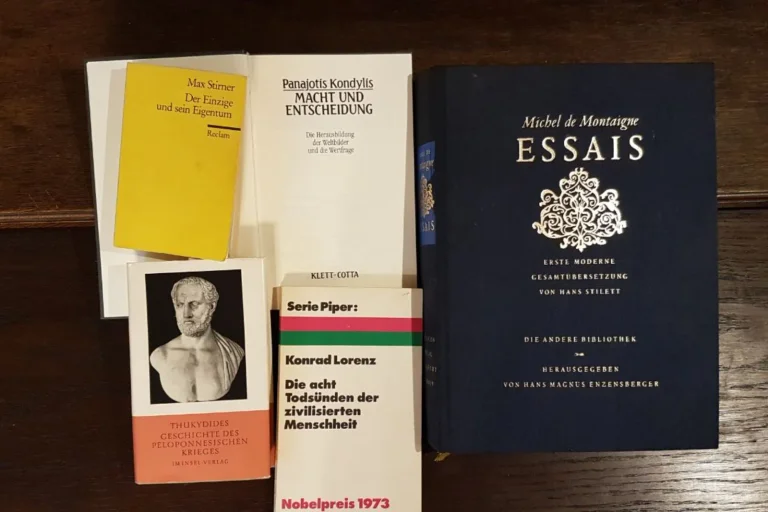 Max Stirner
Der Einzige
und sein Eigentum
Reclam
Panajotis Kondylis
MACHT UND
ENTSCHEIDUNG
Die Herausbildung
der Weltbilder
und die Wertfrage
KLETT-COTTA
THUKYDIDES
GESCHICHTE DES
PELOPONNESISCHEN
KRIEGES
IM INSEL VERLAG
Serie Piper:
Konrad Lorenz
Die acht
Todsünden der
zivilisierten
Menschheit
Nobelpreis 1973
Michel de Montaigne
ESSAIS
ERSTE MODERNE
GESAMTÜBERSETZUNG
VON HANS STILETT
DIE ANDERE BIBLIOTHEK
HERAUSGEGEBEN
VON HANS MAGNUS ENZENSBERGER